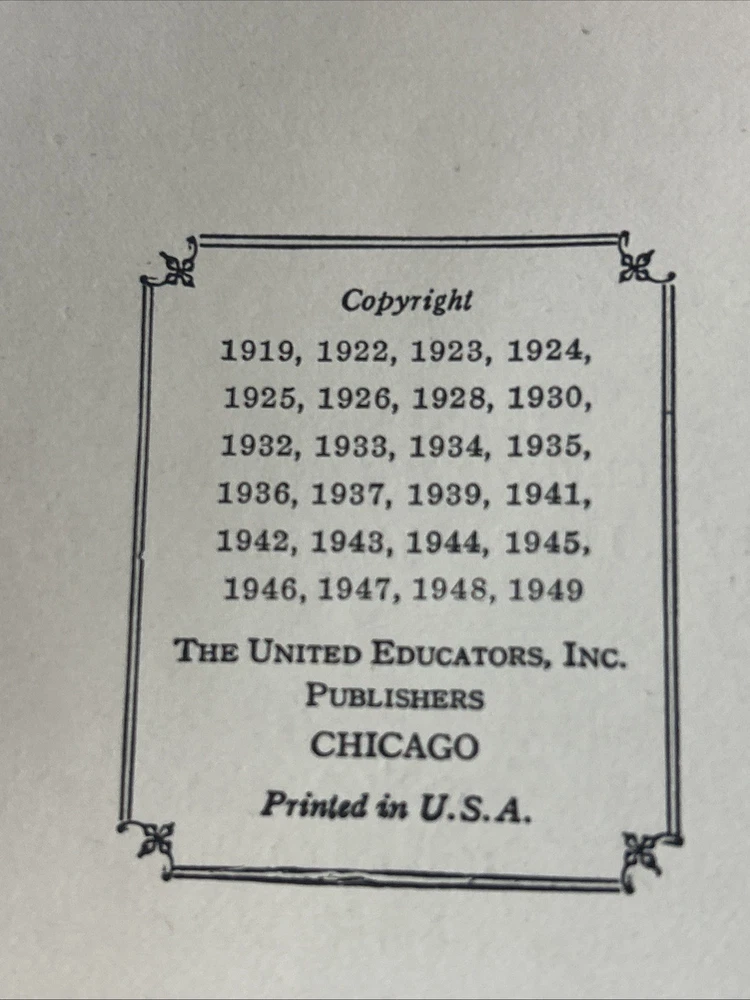 Copyright
1919, 1922, 1923, 1924,
1925, 1926, 1928, 1930,
1932, 1933, 1934, 1935,
1936, 1937, 1939, 1941,
1942, 1943, 1944, 1945,
1946, 1947, 1948, 1949
THE UNITED EDUCATORS, INC.
PUBLISHERS
CHICAGO
Printed in U.S.A.